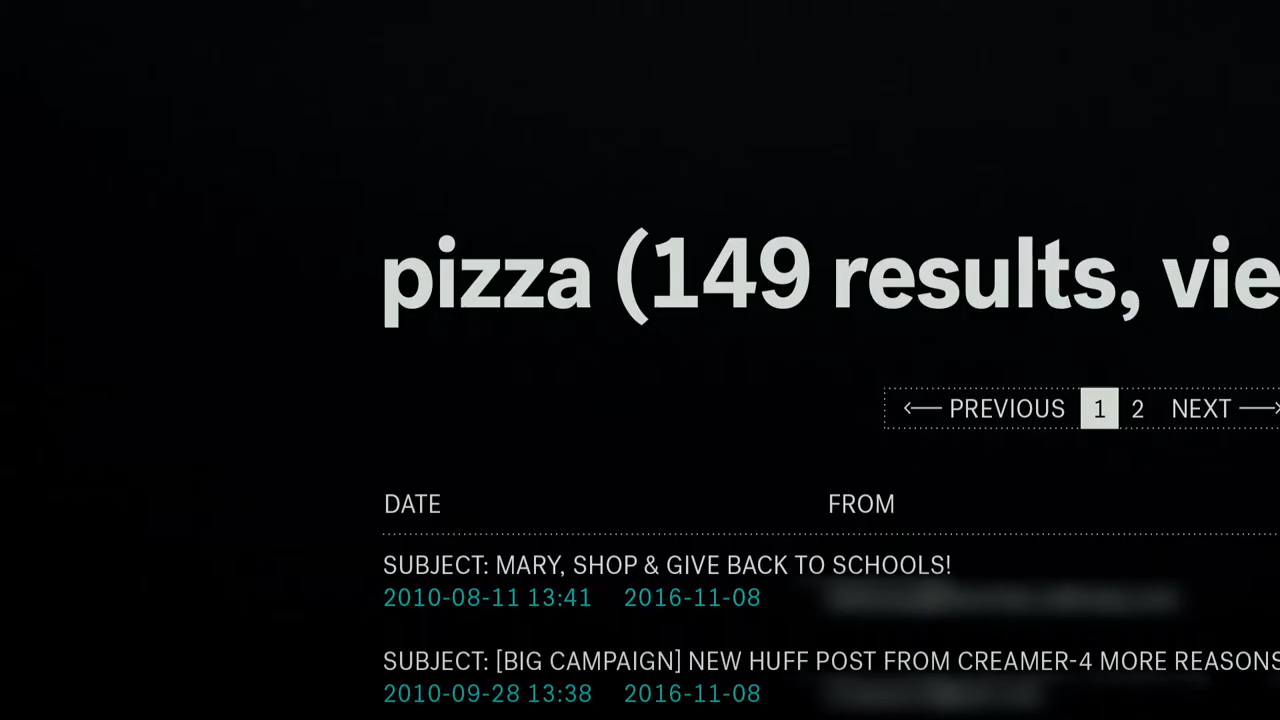 pizza (149 results, vie
← PREVIOUS 1 2 NEXT →
DATE FROM
SUBJECT: MARY, SHOP & GIVE BACK TO SCHOOLS!
2010-08-11 13:41 2016-11-08
SUBJECT: [BIG CAMPAIGN] NEW HUFF POST FROM CREAMER-4 MORE REASONS
2010-09-28 13:38 2016-11-08